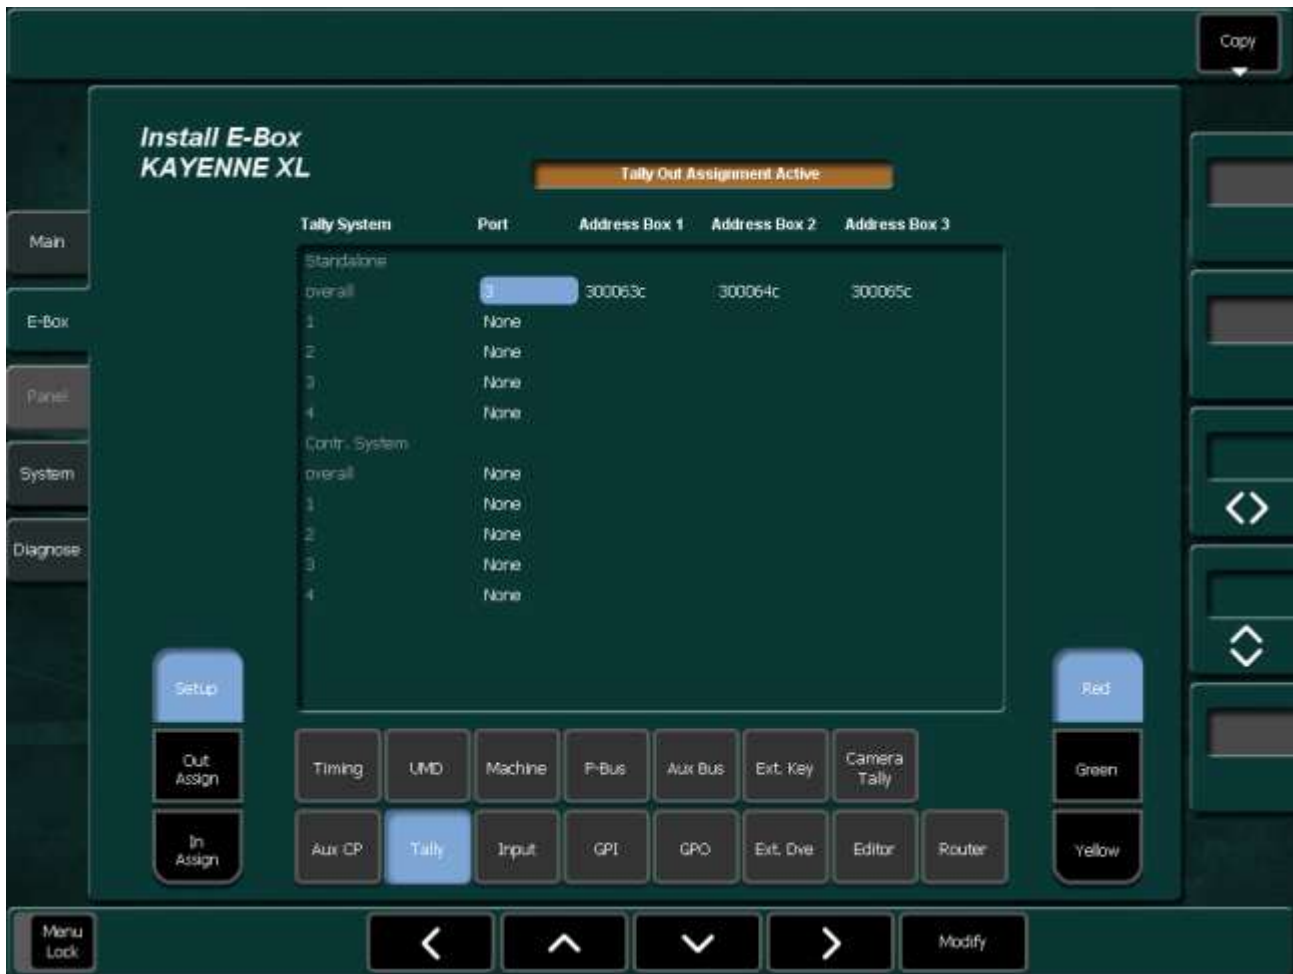 Copy
Install E-Box
KAYENNE XL
Tally Out Assignment Active
Tally System Port Address Box 1 Address Box 2 Address Box 3
Main
Standalone
overall 3 300063c 300064c 300065c
E-Box
1 None
2 None
3 None
Panel
4 None
Contr. System
System
overall None
1 None
2 None
Diagnose
3 None
4 None
Setup
Red
Out
Assign
Timing UMD Machine P-Bus Aux Bus Ext. Key Camera
Tally
Green
In
Assign
Aux CP Tally Input GPI GPO Ext. Dve Editor Router
Yellow
Menu
Lock
Modify